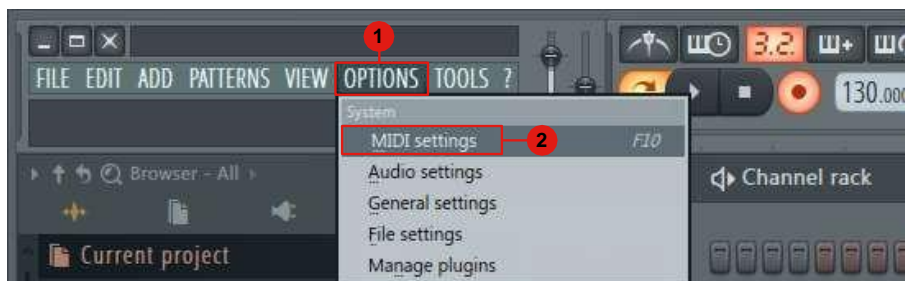 1
3.2.
FILE EDIT ADD PATTERNS VIEW OPTIONS TOOLS ?
130.000
System
MIDI settings 2 F10
Browser - All
Audio settings
Channel rack
General settings
File settings
Current project
Manage plugins